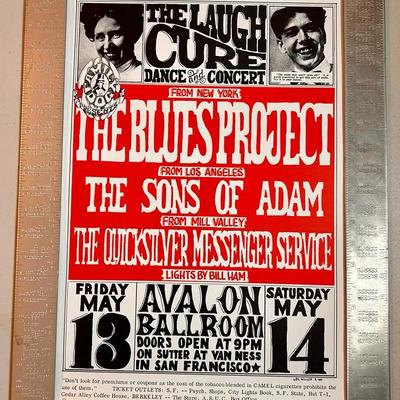 THE LAUGH
CURE
DANCE and CONCERT
FROM NEW YORK
THE BLUES PROJECT
FROM LOS ANGELES
THE SONS OF ADAM
FROM MILL VALLEY
THE QUICKSILVER MESSENGER SERVICE
LIGHTS BY BILL HAM
FRIDAY
MAY
13
AVALON
BALLROOM
DOORS OPEN AT 9PM
ON SUTTER AT VAN NESS
IN SAN FRANCISCO★
SATURDAY
MAY
14
"Don't look for premiums or coupons as the cost of the tobaccos blended in CAMEL cigarettes prohibits the
use of them," TICKET OUTLETS: S.F. -- Psych. Shops, City Lights Book, S.F. State, Hut T-1,
Cedar Alley Coffee House. BERKELEY -- The Store, A.S.U.C. Box Office